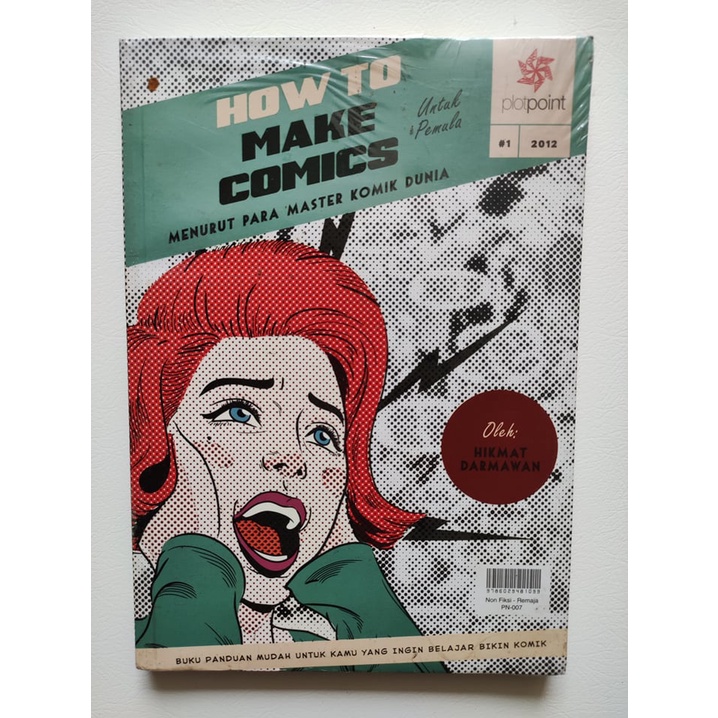 HOW TO
MAKE
COMICS
Untuk
Pemula
MENURUT PARA MASTER KOMIK DUNIA
plotpoint
#1
2012
Oleh:
HIKMAT
DARMAWAN
Non Fiksi - Remaja
PN-007
BUKU PANDUAN MUDAH UNTUK KAMU YANG INGIN BELAJAR BIKIN KOMIK